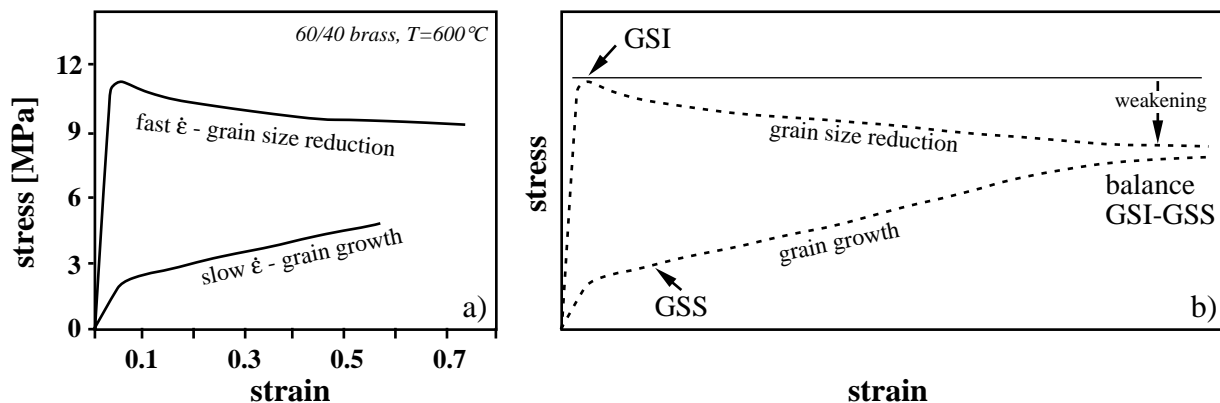 60/40 brass, T=600°C
stress [MPa]
12
9
6
3
0
fast ε̇ - grain size reduction
slow ε̇ - grain growth
a)
0.1
0.3
0.5
0.7
strain
GSI
weakening
grain size reduction
stress
balance
GSI-GSS
grain growth
GSS
b)
strain